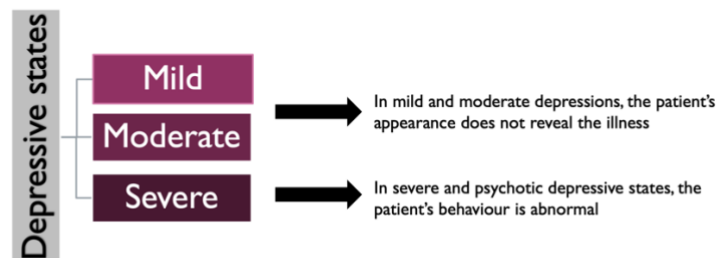 Depressive states
Mild
Moderate
Severe
In mild and moderate depressions, the patient's
appearance does not reveal the illness
In severe and psychotic depressive states, the
patient's behaviour is abnormal